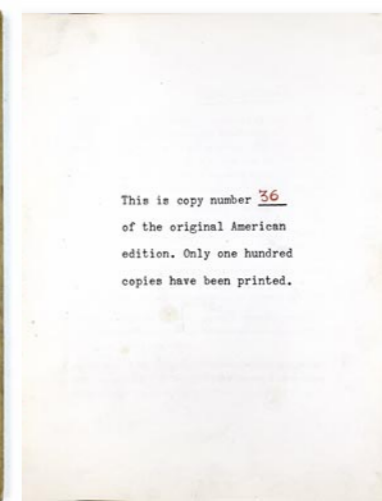 This is copy number 36
of the original American
edition. Only one hundred
copies have been printed.